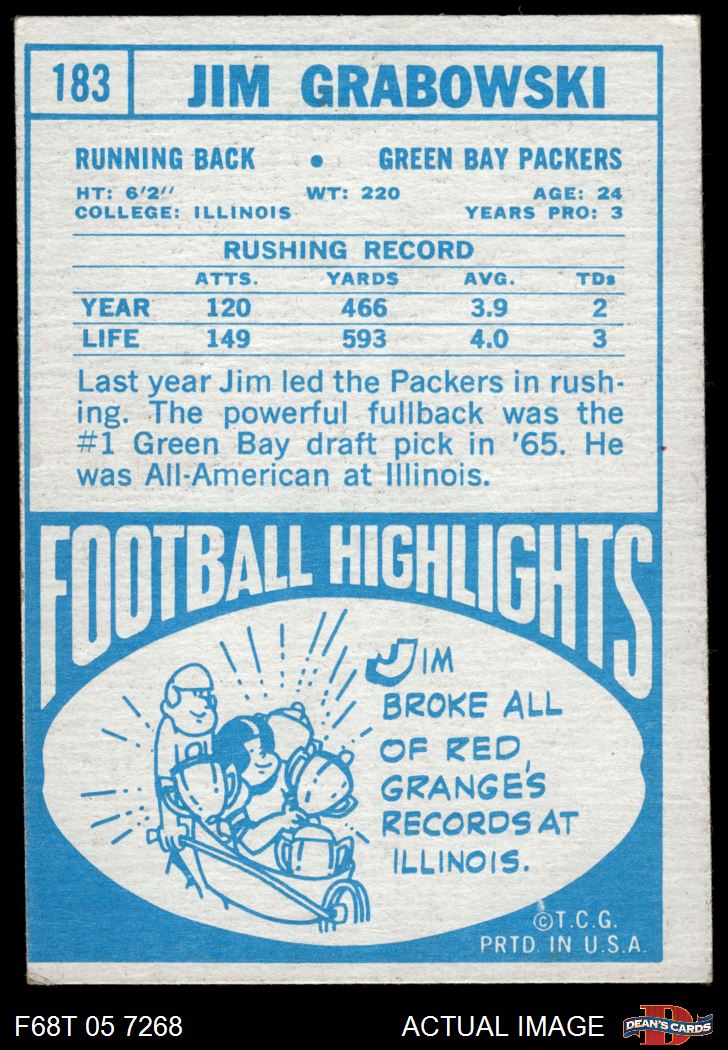 183 JIM GRABOWSKI
RUNNING BACK • GREEN BAY PACKERS
HT: 6'2" WT: 220 AGE: 24
COLLEGE: ILLINOIS YEARS PRO: 3
RUSHING RECORD
ATTS. YARDS AVG. TDs
YEAR 120 466 3.9 2
LIFE 149 593 4.0 3
Last year Jim led the Packers in rush-
ing. The powerful fullback was the
#1 Green Bay draft pick in '65. He
was All-American at Illinois.
FOOTBALL HIGHLIGHTS
JIM
BROKE ALL
OF RED
GRANGE'S
RECORDS AT
ILLINOIS.
©T.C.G.
PRTD. IN U.S.A.
F68T 05 7268 ACTUAL IMAGE
D
DEAN'S CARDS